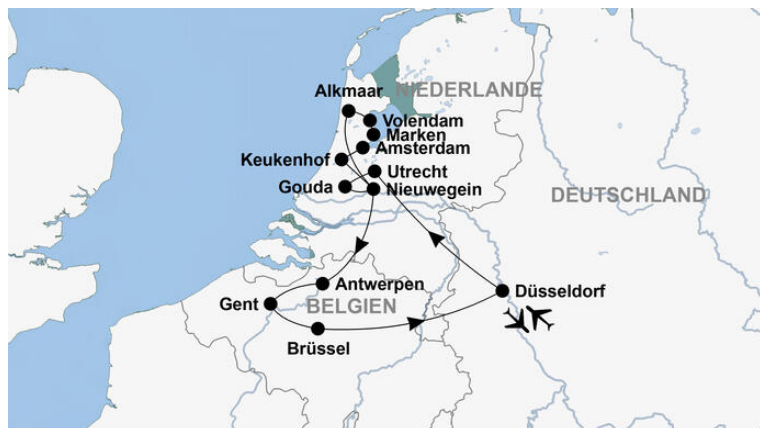 Alkmaar
NIEDERLANDE
Volendam
Marken
Amsterdam
Keukenhof
Utrecht
Gouda
Nieuwegein
DEUTSCHLAND
Antwerpen
Düsseldorf
Gent
BELGIEN
Brüssel